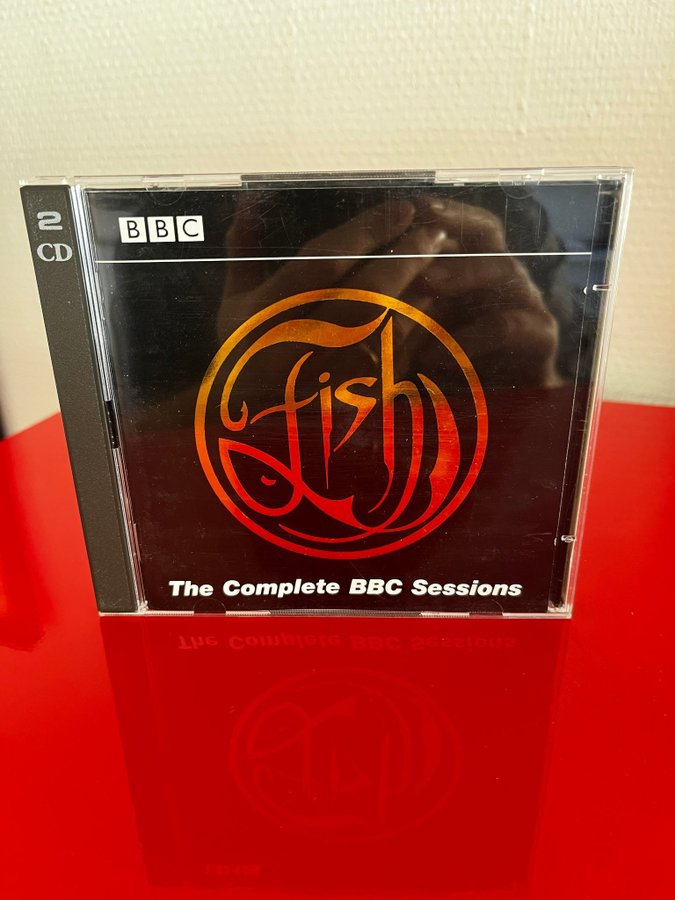 2
CD
BBC
Fish
The Complete BBC Sessions